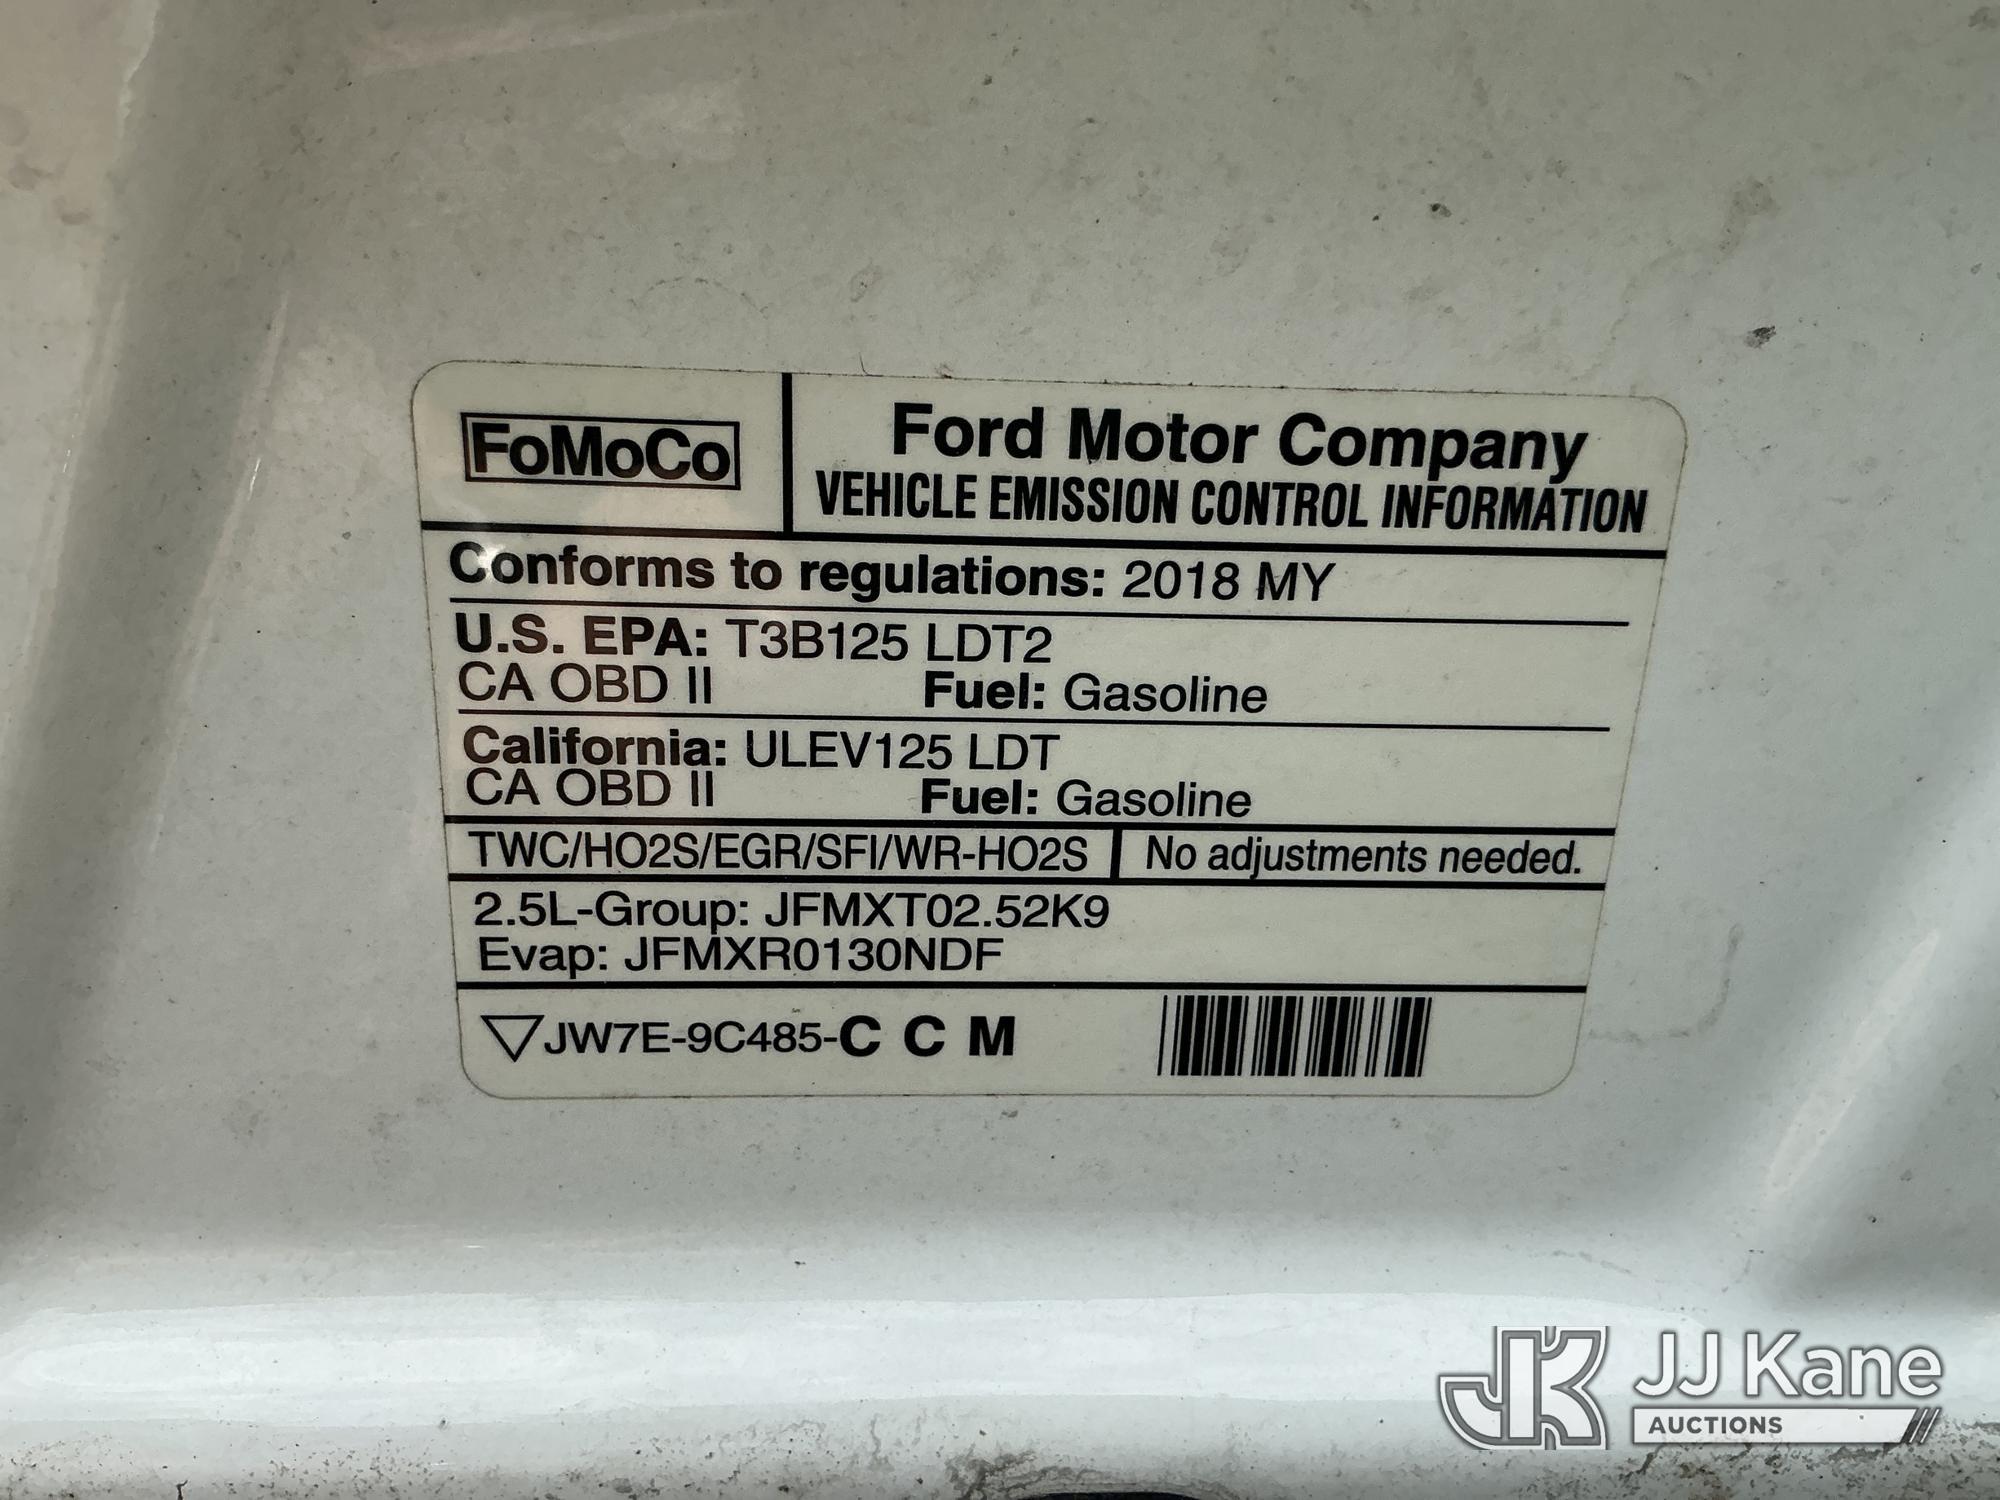 FoMoCo
Ford Motor Company
VEHICLE EMISSION CONTROL INFORMATION
Conforms to regulations: 2018 MY
U.S. EPA: T3B125 LDT2
CA OBD II Fuel: Gasoline
California: ULEV125 LDT
CA OBD II Fuel: Gasoline
TWC/HO2S/EGR/SFI/WR-HO2S No adjustments needed.
2.5L-Group: JFMXT02.52K9
Evap: JFMXR0130NDF
JW7E-9C485-C C M
JK JJ Kane
AUCTIONS